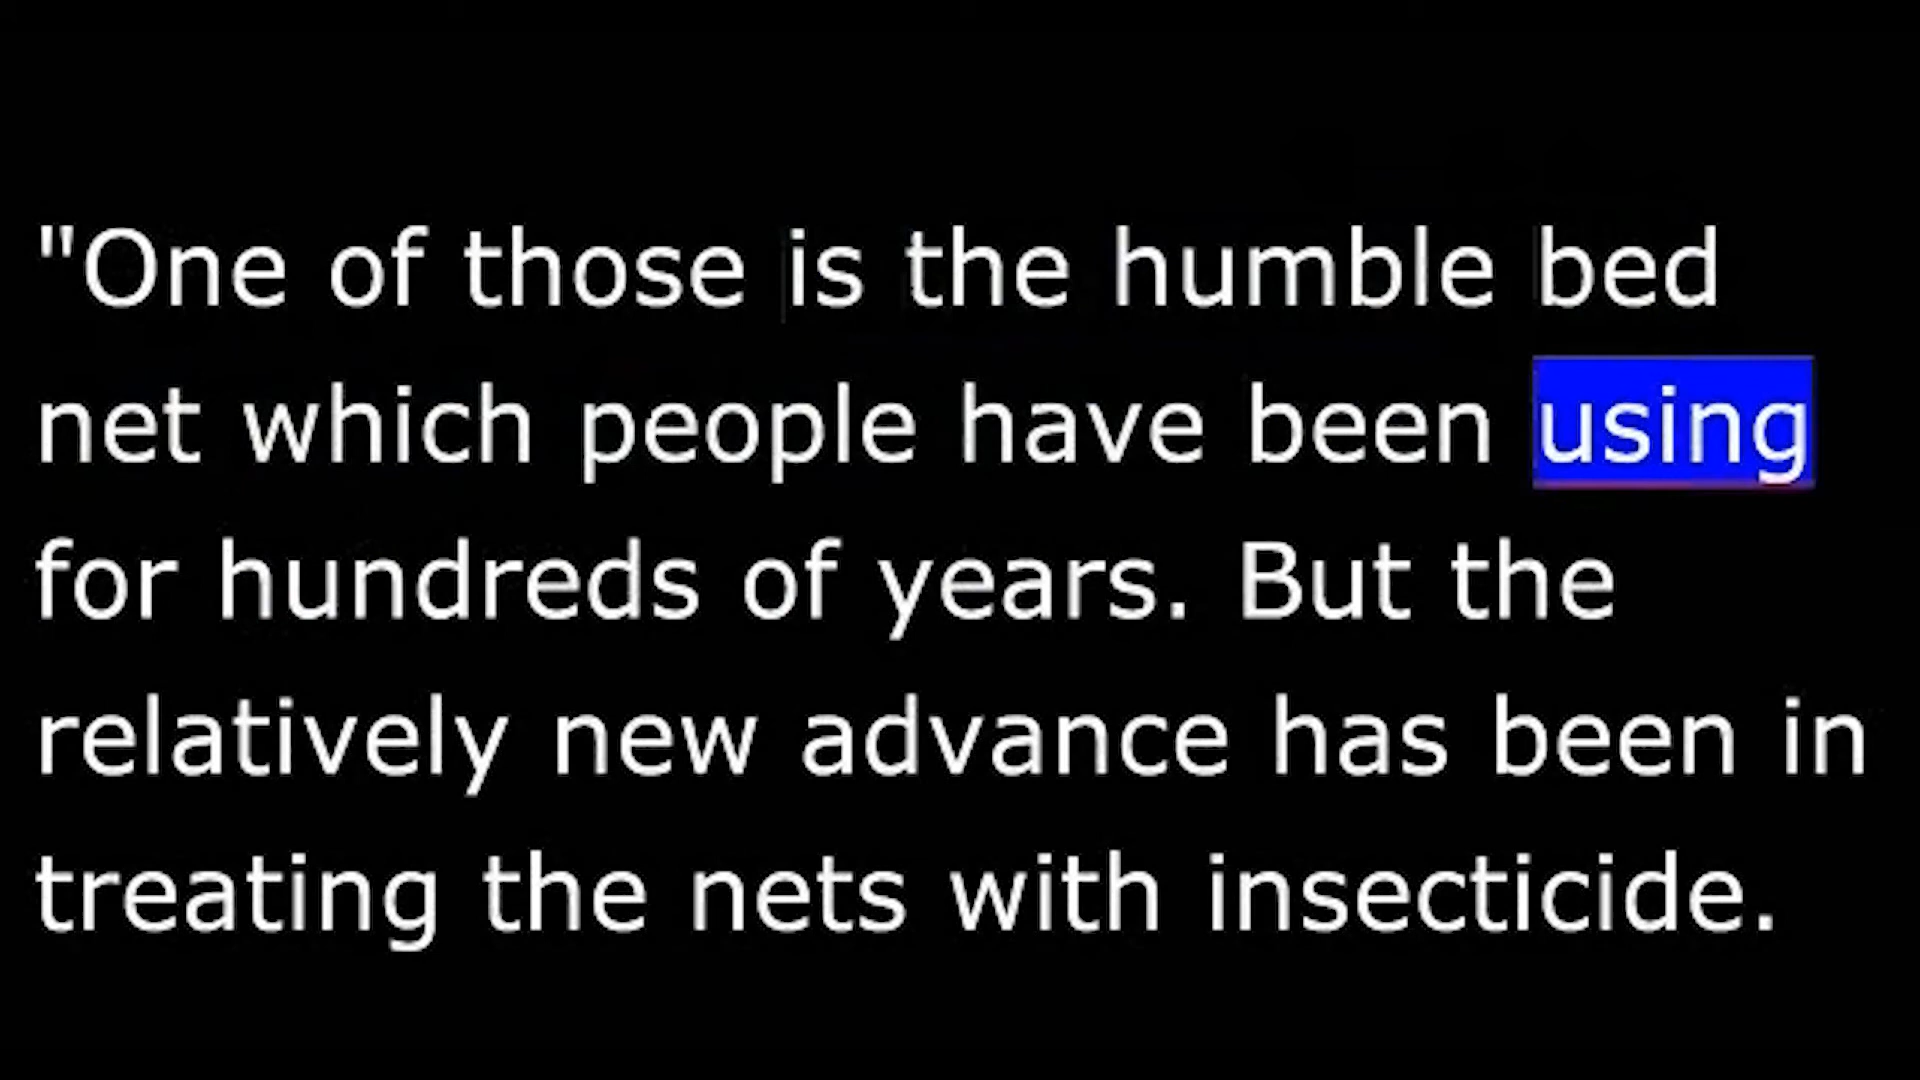 "One of those is the humble bed
net which people have been using
for hundreds of years. But the
relatively new advance has been in
treating the nets with insecticide.